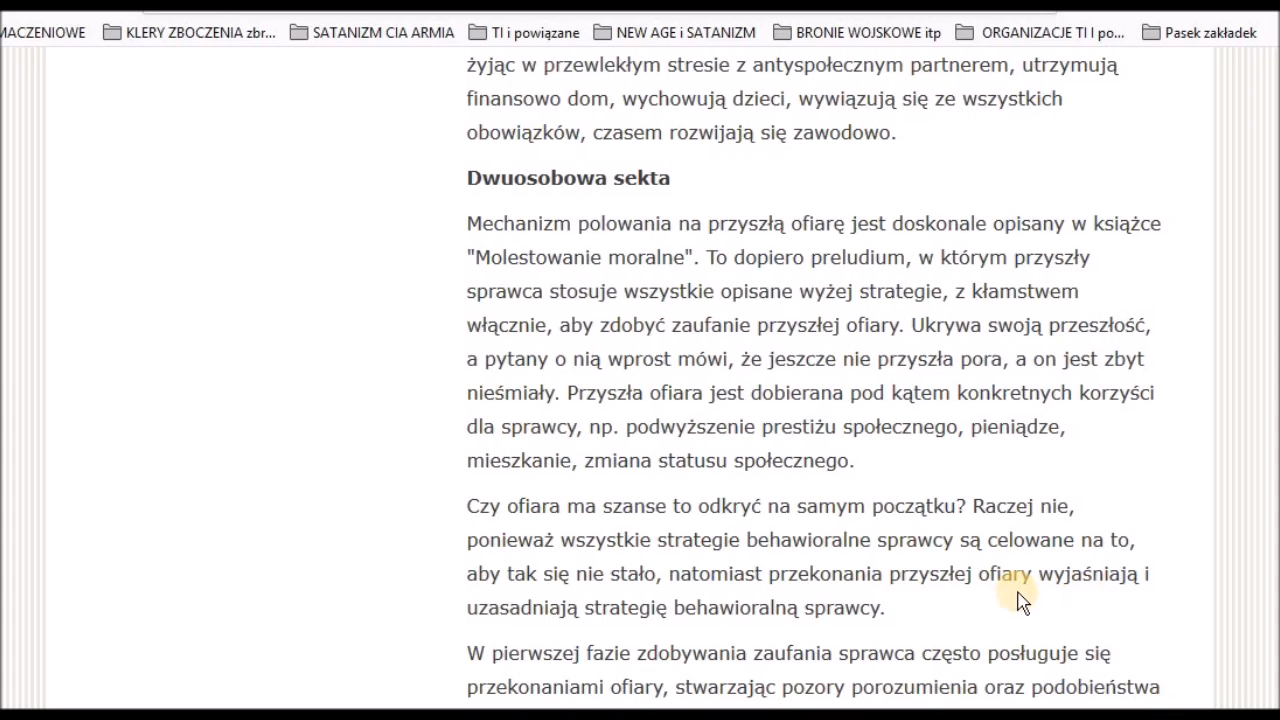 MACZENIOWE KLERY ZBOCZENIA zbr... SATANIZM CIA ARMIA TI i powiązane NEW AGE i SATANIZM BRONIE WOJSKOWE itp ORGANIZACJE TI I po... Pasek zakładek
żyjąc w przewlekłym stresie z antyspołecznym partnerem, utrzymują
finansowo dom, wychowują dzieci, wywiązują się ze wszystkich
obowiązków, czasem rozwijają się zawodowo.
Dwuosobowa sekta
Mechanizm polowania na przyszłą ofiarę jest doskonale opisany w książce
"Molestowanie moralne". To dopiero preludium, w którym przyszły
sprawca stosuje wszystkie opisane wyżej strategie, z kłamstwem
włącznie, aby zdobyć zaufanie przyszłej ofiary. Ukrywa swoją przeszłość,
a pytany o nią wprost mówi, że jeszcze nie przyszła pora, a on jest zbyt
nieśmiały. Przyszła ofiara jest dobierana pod kątem konkretnych korzyści
dla sprawcy, np. podwyższenie prestiżu społecznego, pieniądze,
mieszkanie, zmiana statusu społecznego.
Czy ofiara ma szanse to odkryć na samym początku? Raczej nie,
ponieważ wszystkie strategie behawioralne sprawcy są celowane na to,
aby tak się nie stało, natomiast przekonania przyszłej ofiary wyjaśniają i
uzasadniają strategię behawioralną sprawcy.
W pierwszej fazie zdobywania zaufania sprawca często posługuje się
przekonaniami ofiary, stwarzając pozory porozumienia oraz podobieństwa